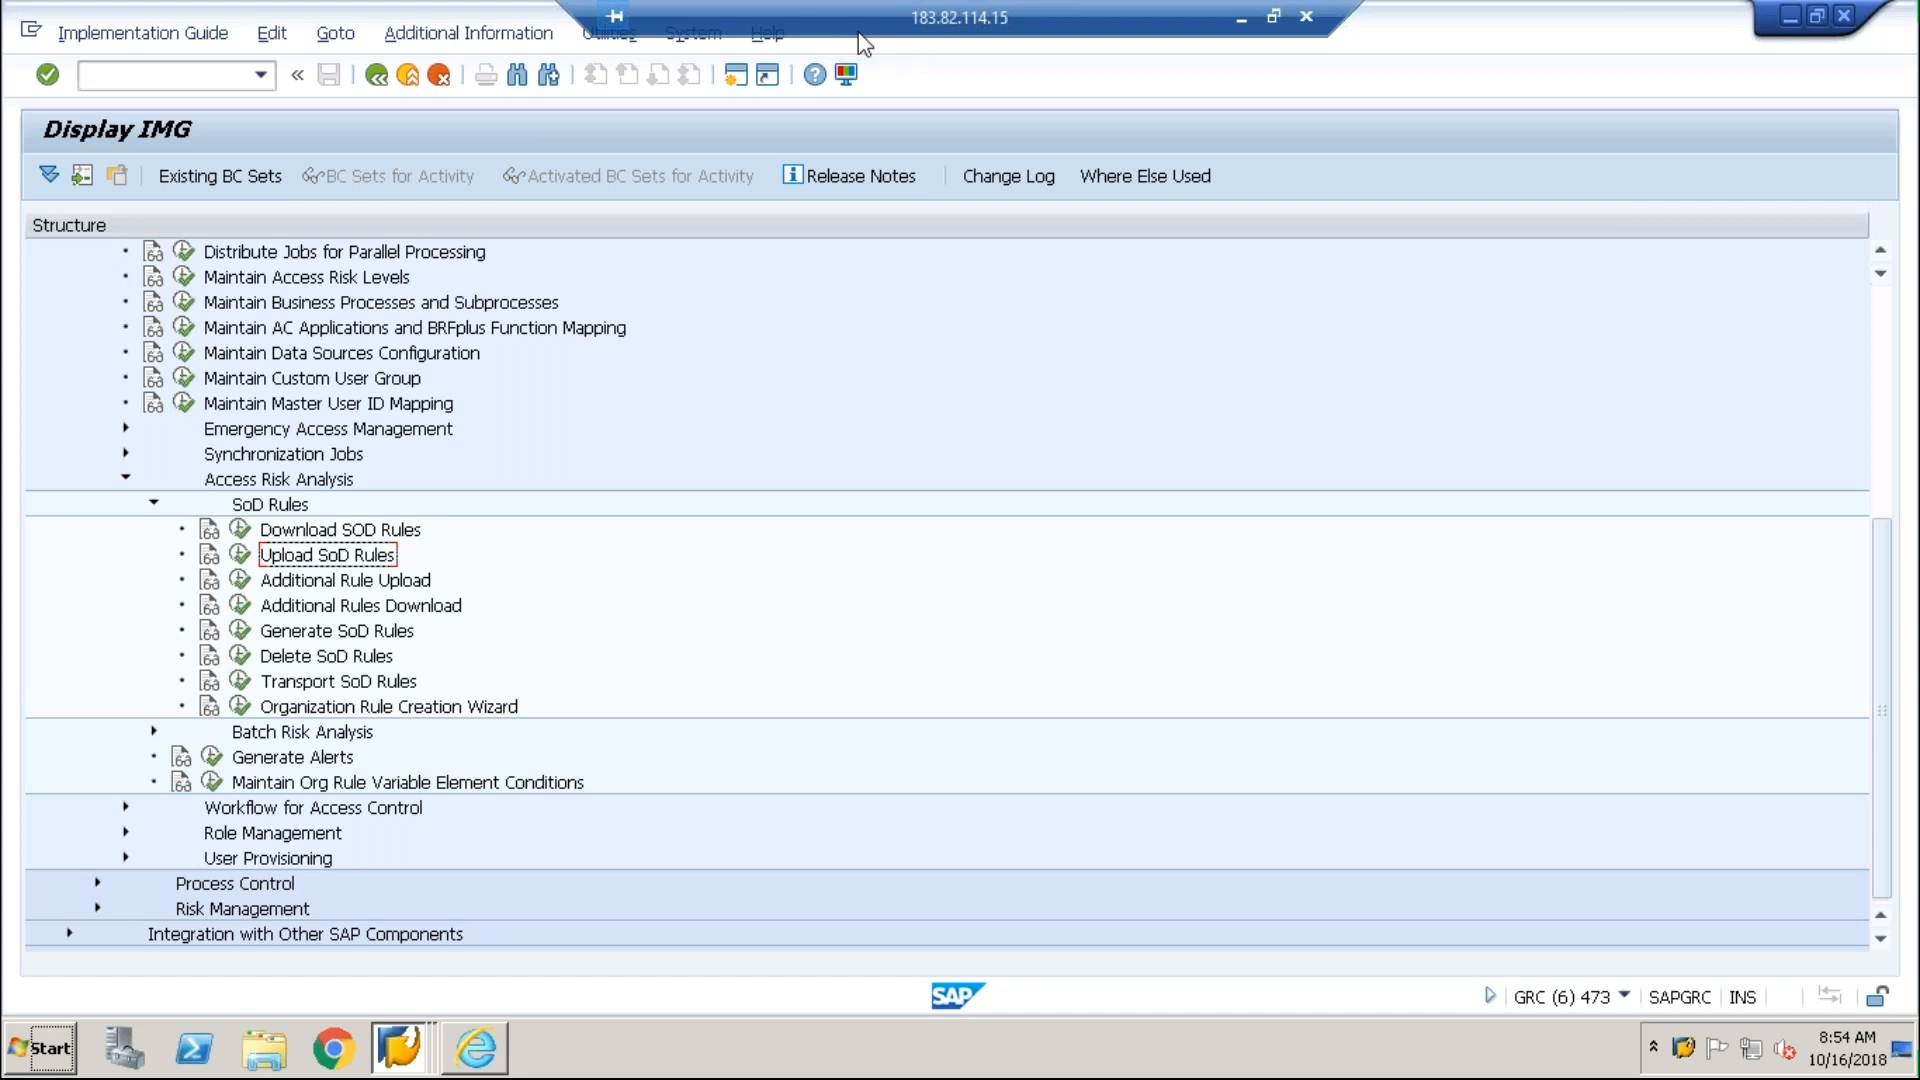 183.82.114.15
Implementation Guide Edit Goto Additional Information Utilities System Help
Display IMG
Existing BC Sets BC Sets for Activity Activated BC Sets for Activity Release Notes Change Log Where Else Used
Structure
Distribute Jobs for Parallel Processing
Maintain Access Risk Levels
Maintain Business Processes and Subprocesses
Maintain AC Applications and BRFplus Function Mapping
Maintain Data Sources Configuration
Maintain Custom User Group
Maintain Master User ID Mapping
Emergency Access Management
Synchronization Jobs
Access Risk Analysis
SoD Rules
Download SOD Rules
Upload SoD Rules
Additional Rule Upload
Additional Rules Download
Generate SoD Rules
Delete SoD Rules
Transport SoD Rules
Organization Rule Creation Wizard
Batch Risk Analysis
Generate Alerts
Maintain Org Rule Variable Element Conditions
Workflow for Access Control
Role Management
User Provisioning
Process Control
Risk Management
Integration with Other SAP Components
SAP
GRC (6) 473 SAPGRC INS
Start
8:54 AM
10/16/2018